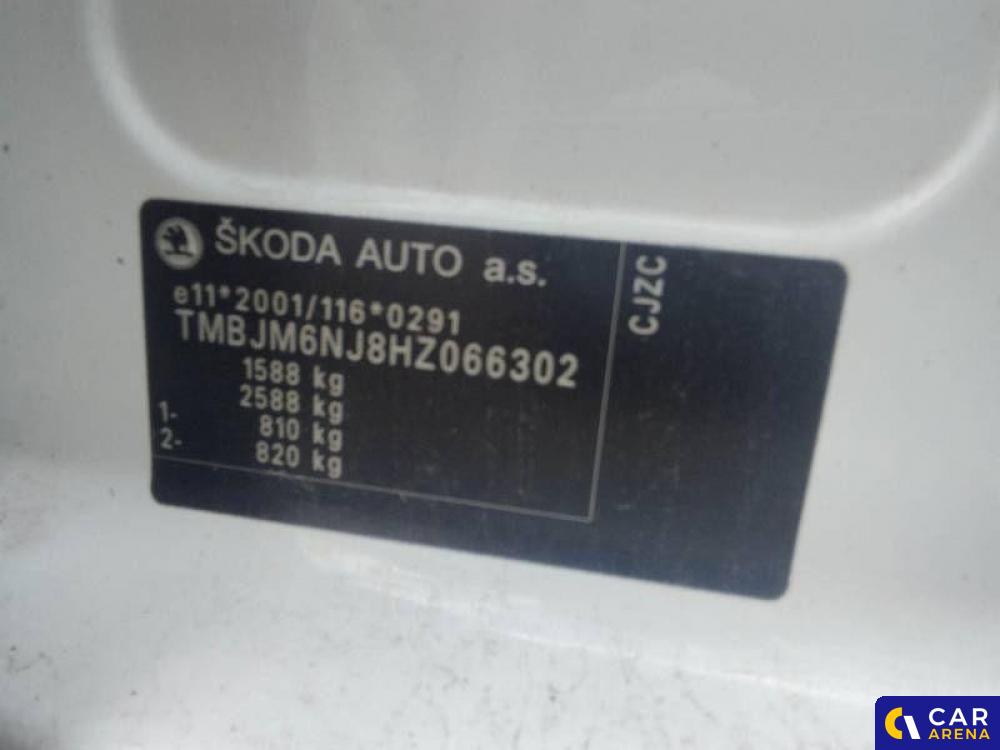 ŠKODA AUTO a.s.
e11*2001/116*0291
TMBJM6NJ8HZ066302
1588 kg
2588 kg
1- 810 kg
2- 820 kg
CJZC
CAR
ARENA